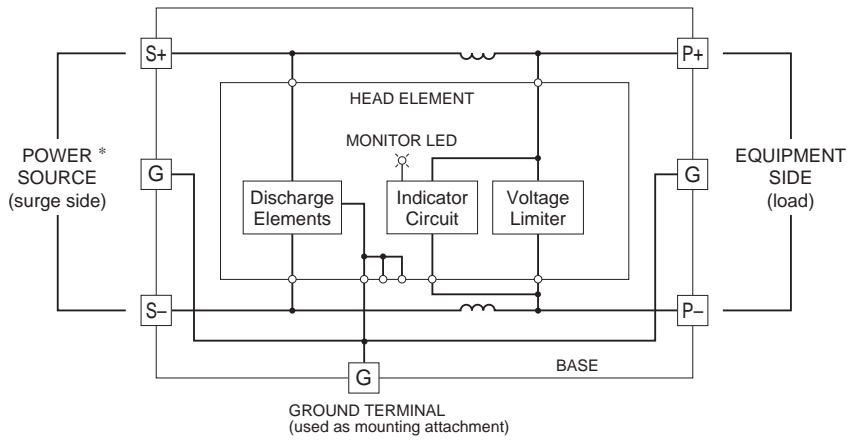 S+
P+
HEAD ELEMENT
MONITOR LED
POWER *
SOURCE
(surge side)
G
Discharge
Elements
Indicator
Circuit
Voltage
Limiter
G
EQUIPMENT
SIDE
(load)
S–
P–
G
BASE
GROUND TERMINAL
(used as mounting attachment)